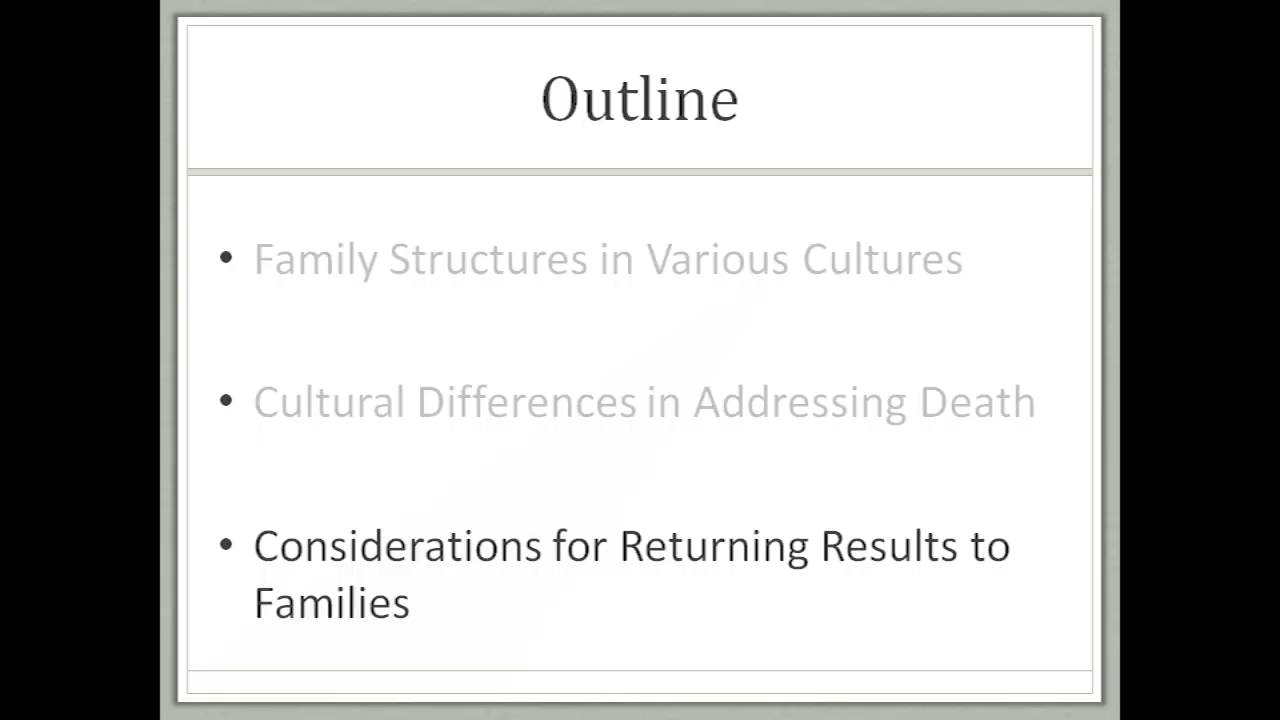 Outline
• Family Structures in Various Cultures
• Cultural Differences in Addressing Death
• Considerations for Returning Results to
Families